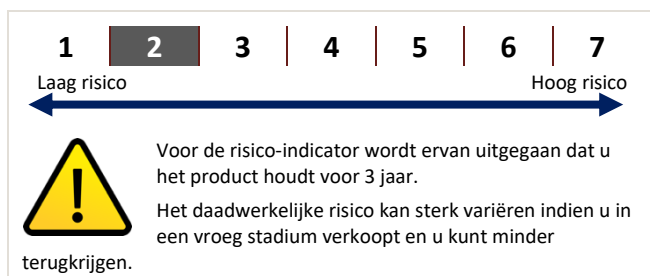 1 2 3 4 5 6 7
Laag risico Hoog risico
Voor de risico-indicator wordt ervan uitgegaan dat u
het product houdt voor 3 jaar.
Het daadwerkelijke risico kan sterk variëren indien u in
een vroeg stadium verkoopt en u kunt minder
terugkrijgen.